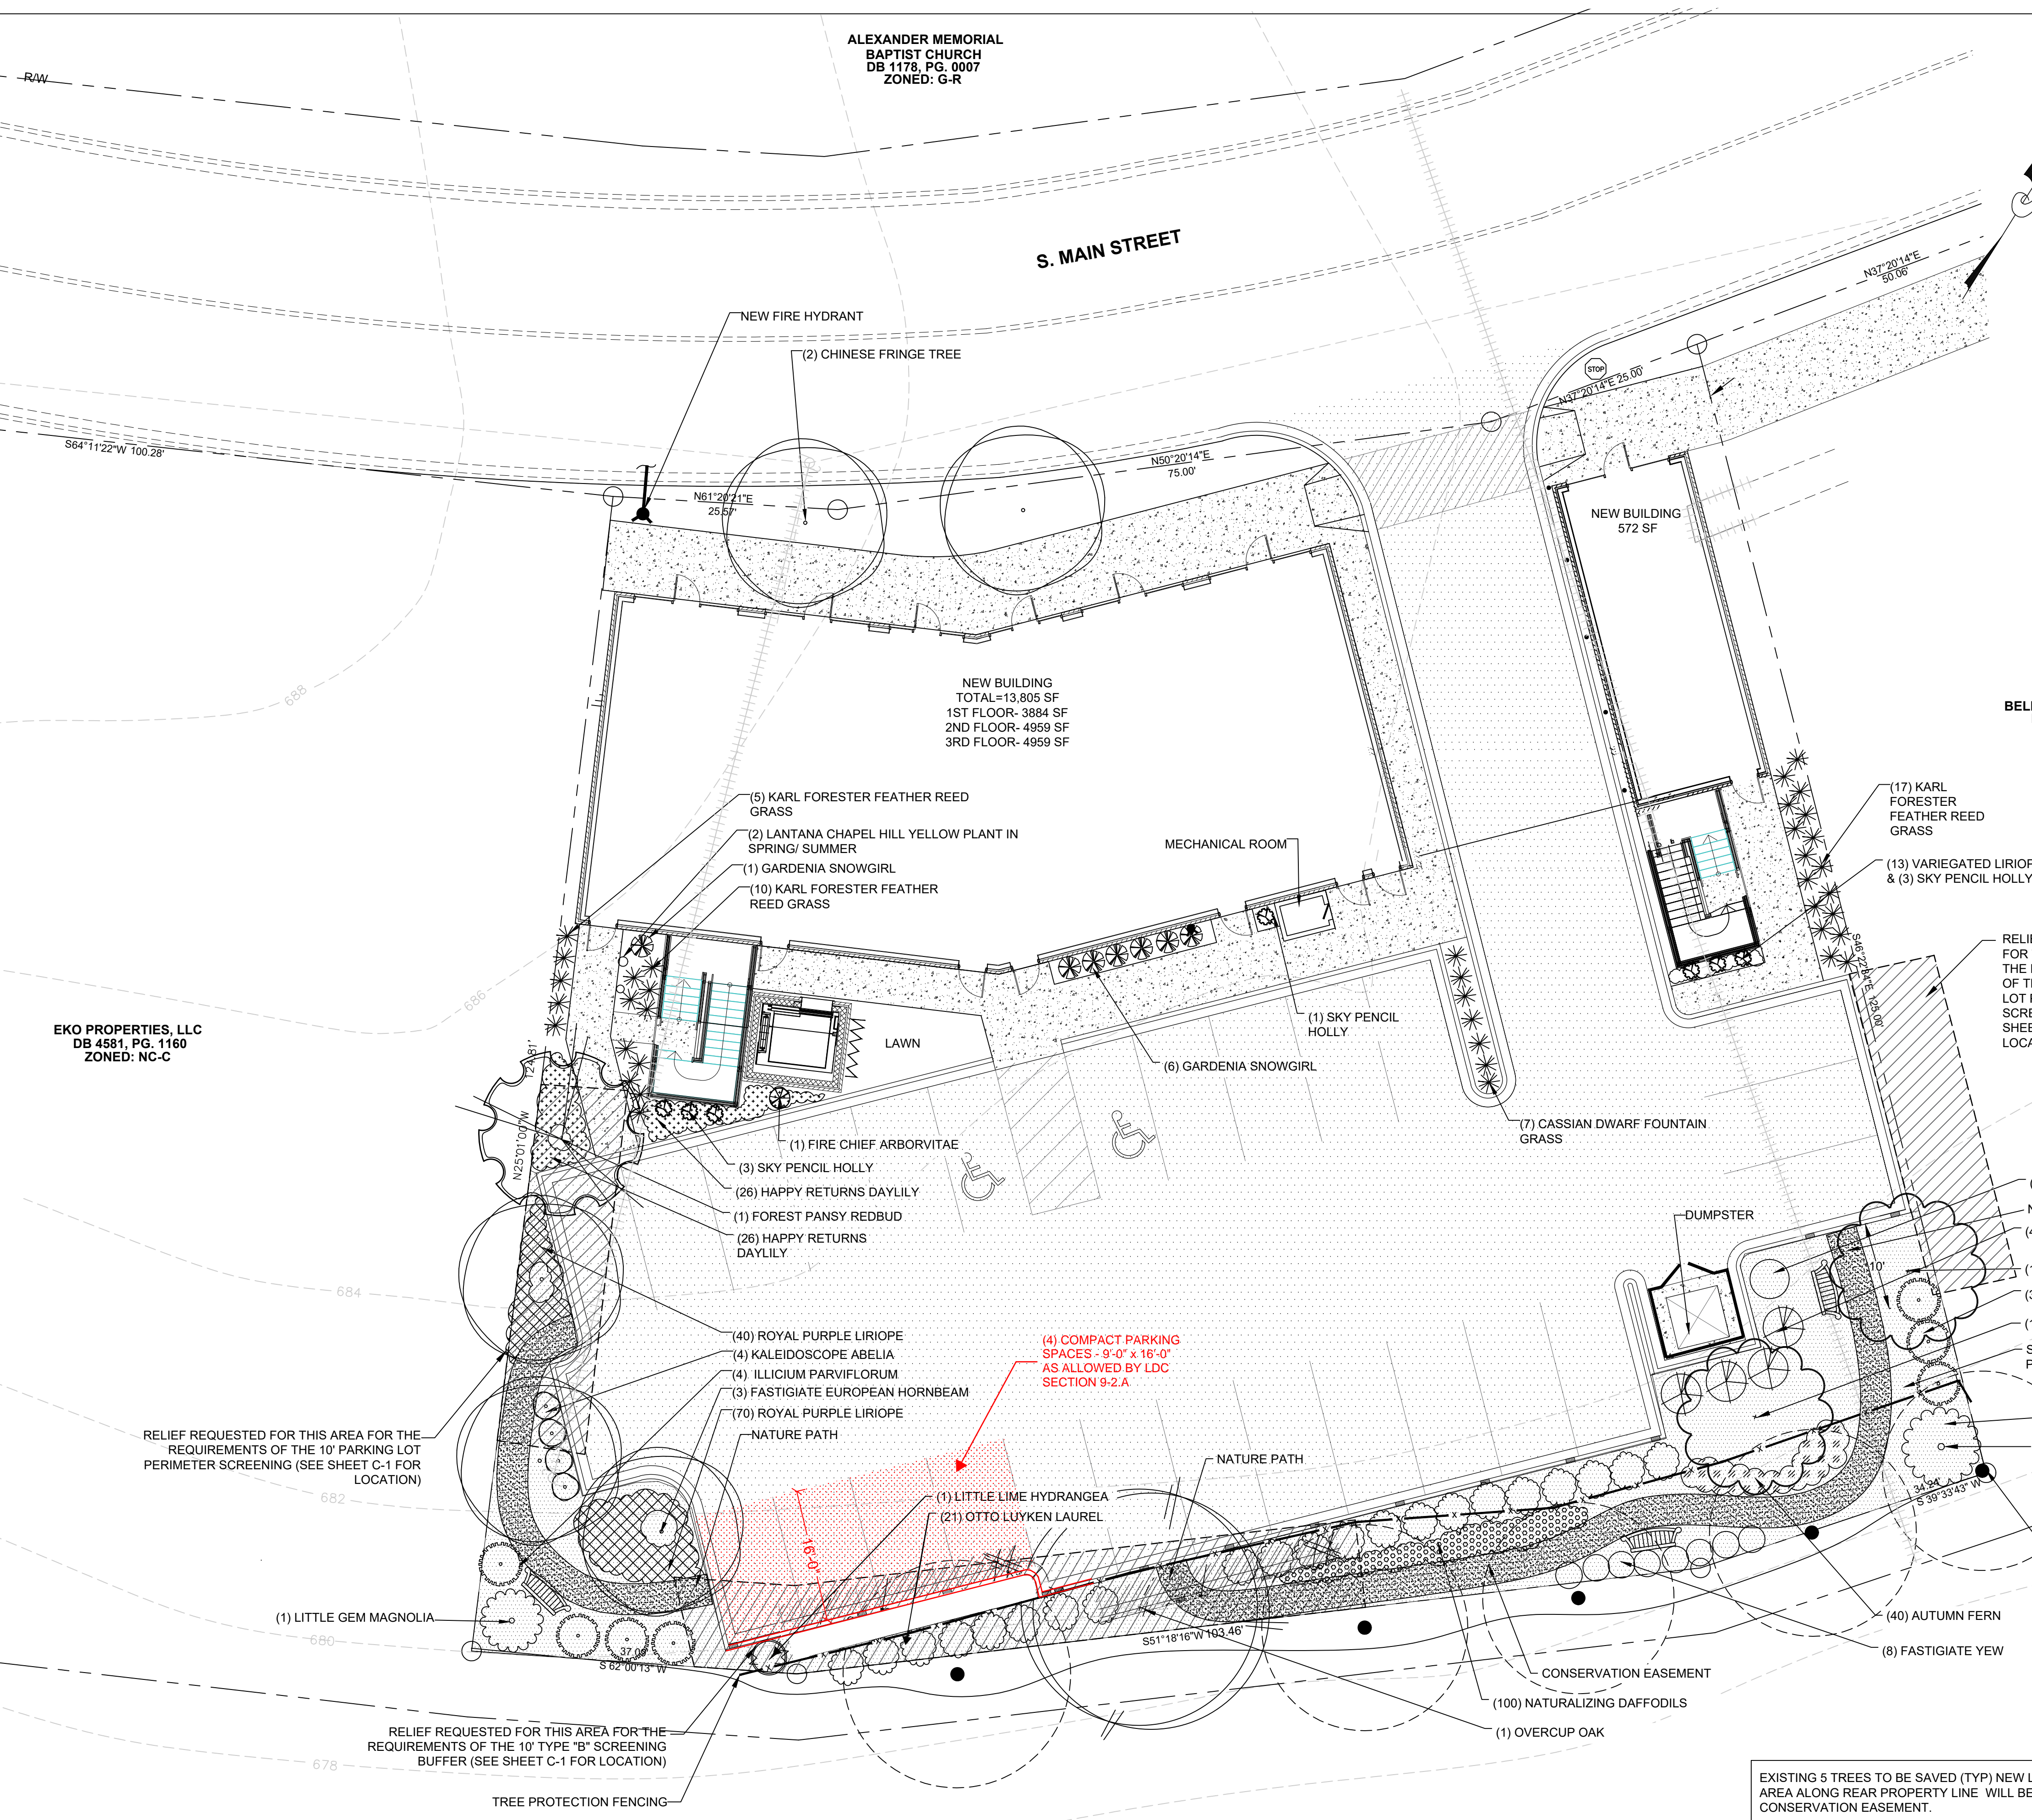 ALEXANDER MEMORIAL
BAPTIST CHURCH
DB 1178, PG. 0007
ZONED: G-R
R/W
S. MAIN STREET
N37°20'14"E
50.06'
NEW FIRE HYDRANT
(2) CHINESE FRINGE TREE
STOP
N37°20'14"E 25.00'
S64°11'22"W 100.28'
N50°20'14"E
75.00'
N61°20'21"E
25.57'
NEW BUILDING
572 SF
NEW BUILDING
TOTAL=13,805 SF
1ST FLOOR- 3884 SF
2ND FLOOR- 4959 SF
3RD FLOOR- 4959 SF
688
(5) KARL FORESTER FEATHER REED
GRASS
(2) LANTANA CHAPEL HILL YELLOW PLANT IN
SPRING/ SUMMER
(1) GARDENIA SNOWGIRL
(10) KARL FORESTER FEATHER
REED GRASS
MECHANICAL ROOM
(17) KARL
FORESTER
FEATHER REED
GRASS
(13) VARIEGATED
& (3) SKY PENCIL HOLLY
FOR
S46°22'34"E 125.00'
686
EKO PROPERTIES, LLC
DB 4581, PG. 1160
ZONED: NC-C
LAWN
(1) SKY PENCIL
HOLLY
(6) GARDENIA SNOWGIRL
N25°01'00"W
124.81'
(7) CASSIAN DWARF FOUNTAIN
GRASS
(1) FIRE CHIEF ARBORVITAE
(3) SKY PENCIL HOLLY
(26) HAPPY RETURNS DAYLILY
(1) FOREST PANSY REDBUD
(26) HAPPY RETURNS
DAYLILY
DUMPSTER
10'
684
(40) ROYAL PURPLE LIRIOPE
(4) KALEIDOSCOPE ABELIA
(4) ILLICIUM PARVIFLORUM
(3) FASTIGIATE EUROPEAN HORNBEAM
(70) ROYAL PURPLE LIRIOPE
NATURE PATH
(4) COMPACT PARKING
SPACES - 9'-0" x 16'-0"
AS ALLOWED BY LDC
SECTION 9-2.A
RELIEF REQUESTED FOR THIS AREA FOR THE
REQUIREMENTS OF THE 10' PARKING LOT
PERIMETER SCREENING (SEE SHEET C-1 FOR
LOCATION)
682
NATURE PATH
(1) LITTLE LIME HYDRANGEA
(21) OTTO LUYKEN LAUREL
16'-0"
34.24'
S 39°33'43" W
(1) LITTLE GEM MAGNOLIA
680
S 62°00'13" W
S51°18'16"W 103.46'
(40) AUTUMN FERN
(8) FASTIGIATE YEW
CONSERVATION EASEMENT
(100) NATURALIZING DAFFODILS
(1) OVERCUP OAK
RELIEF REQUESTED FOR THIS AREA FOR THE
REQUIREMENTS OF THE 10' TYPE "B" SCREENING
BUFFER (SEE SHEET C-1 FOR LOCATION)
678
TREE PROTECTION FENCING
EXISTING 5 TREES TO BE SAVED (TYP) NEW
AREA ALONG REAR PROPERTY LINE WILL BE
CONSERVATION EASEMENT.